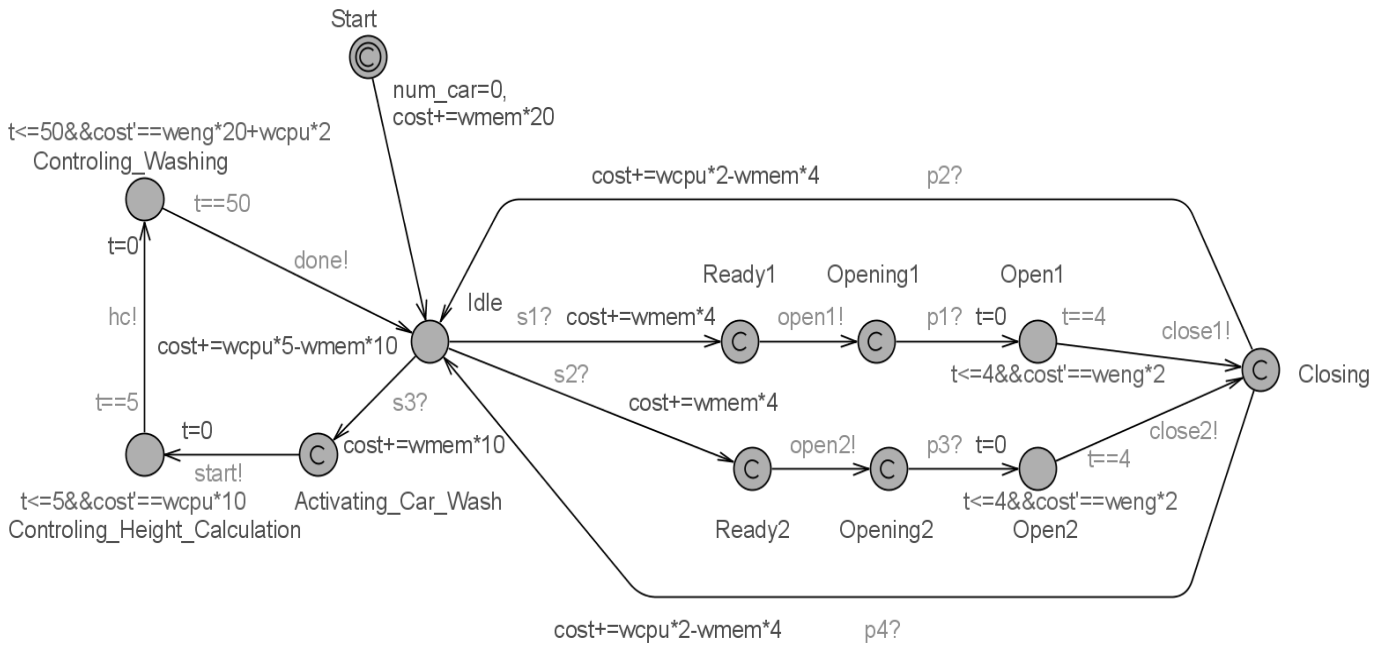 Start
num_car=0,
cost+=wmem*20
t<=50&&cost'==weng*20+wcpu*2
Controling_Washing
t==50
cost+=wcpu*2-wmem*4
p2?
t=0
done!
Ready1
Opening1
Open1
Idle
hc!
s1?
cost+=wmem*4
open1!
p1?
t=0
t==4
close1!
cost+=wcpu*5-wmem*10
s2?
t<=4&&cost'==weng*2
Closing
t==5
s3?
cost+=wmem*4
t=0
cost+=wmem*10
open2!
p3?
t=0
close2!
t==4
start!
t<=5&&cost'==wcpu*10
Activating_Car_Wash
t<=4&&cost'==weng*2
Controling_Height_Calculation
Ready2
Opening2
Open2
cost+=wcpu*2-wmem*4
p4?
C
C
C
C
C
C
C